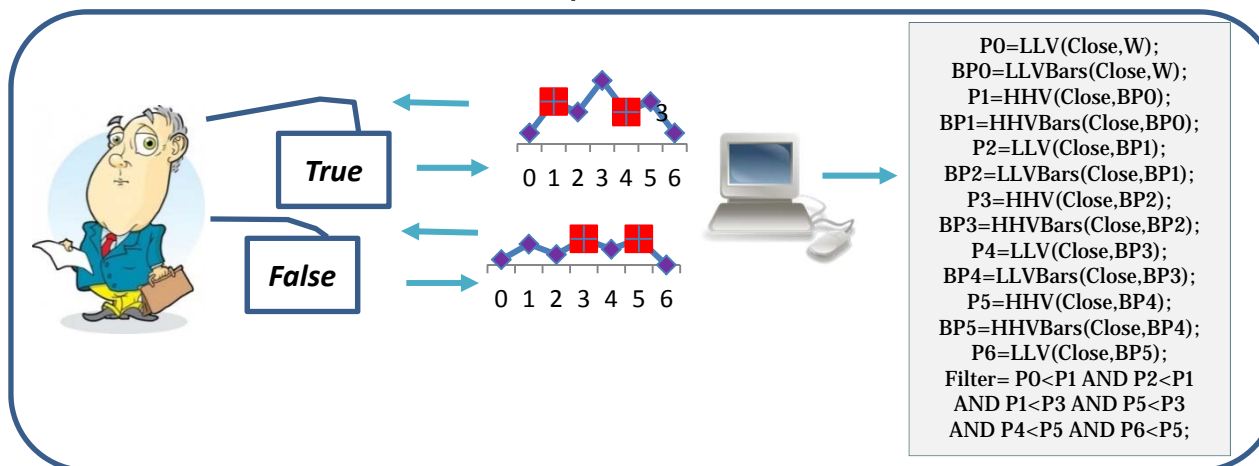 True
3
0 1 2 3 4 5 6
False
0 1 2 3 4 5 6
P0=LLV(Close,W);
BP0=LLVBars(Close,W);
P1=HHV(Close,BP0);
BP1=HHVBars(Close,BP0);
P2=LLV(Close,BP1);
BP2=LLVBars(Close,BP1);
P3=HHV(Close,BP2);
BP3=HHVBars(Close,BP2);
P4=LLV(Close,BP3);
BP4=LLVBars(Close,BP3);
P5=HHV(Close,BP4);
BP5=HHVBars(Close,BP4);
P6=LLV(Close,BP5);
Filter= P0<P1 AND P2<P1
AND P1<P3 AND P5<P3
AND P4<P5 AND P6<P5;